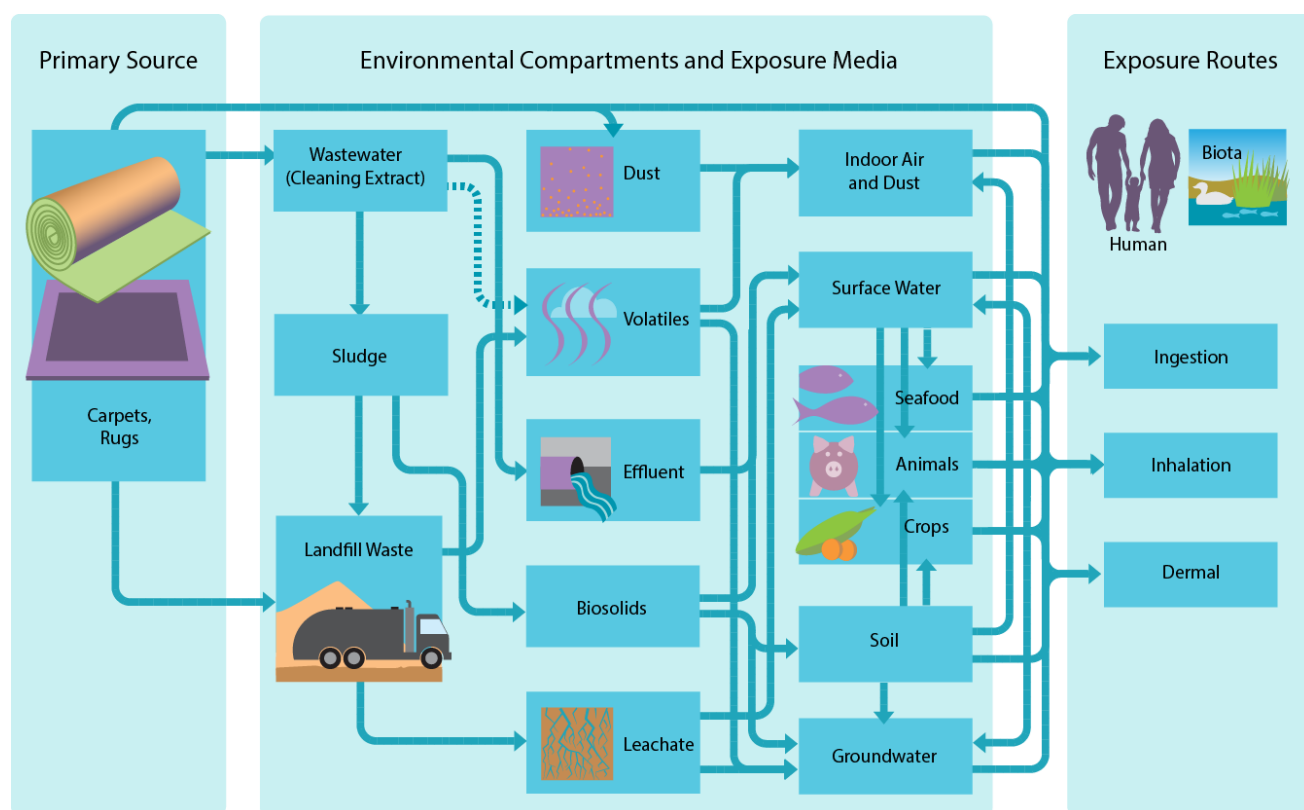 Primary Source
Environmental Compartments and Exposure Media
Exposure Routes
Carpets,
Rugs
Wastewater
(Cleaning Extract)
Sludge
Landfill Waste
Dust
Volatiles
Effluent
Biosolids
Leachate
Indoor Air
and Dust
Surface Water
Seafood
Animals
Crops
Soil
Groundwater
Human
Biota
Ingestion
Inhalation
Dermal